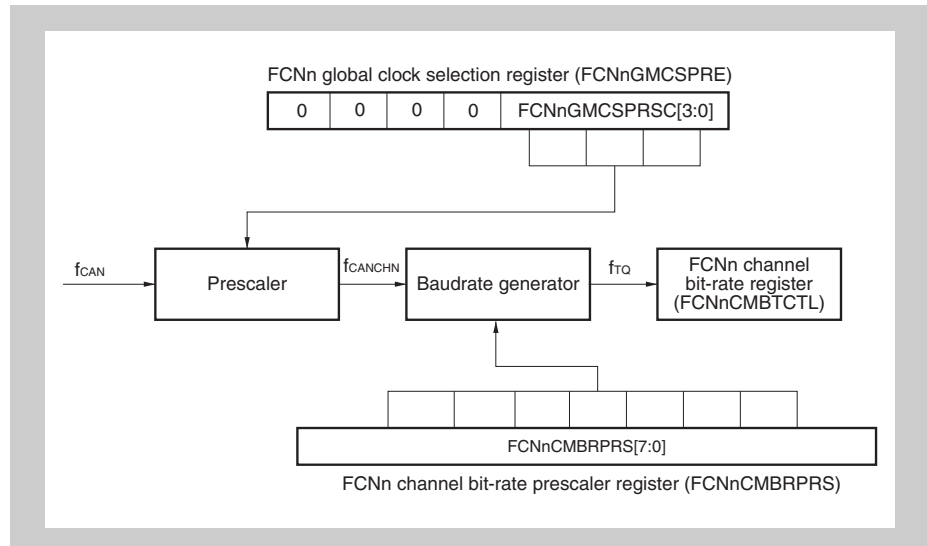 FCNn global clock selection register (FCNnGMCSPRE)
0 0 0 0 FCNnGMCSPRSC[3:0]
fCAN
Prescaler
fCANCHN
Baudrate generator
fTQ
FCNn channel
bit-rate register
(FCNnCMBTCTL)
FCNnCMBRPRS[7:0]
FCNn channel bit-rate prescaler register (FCNnCMBRPRS)